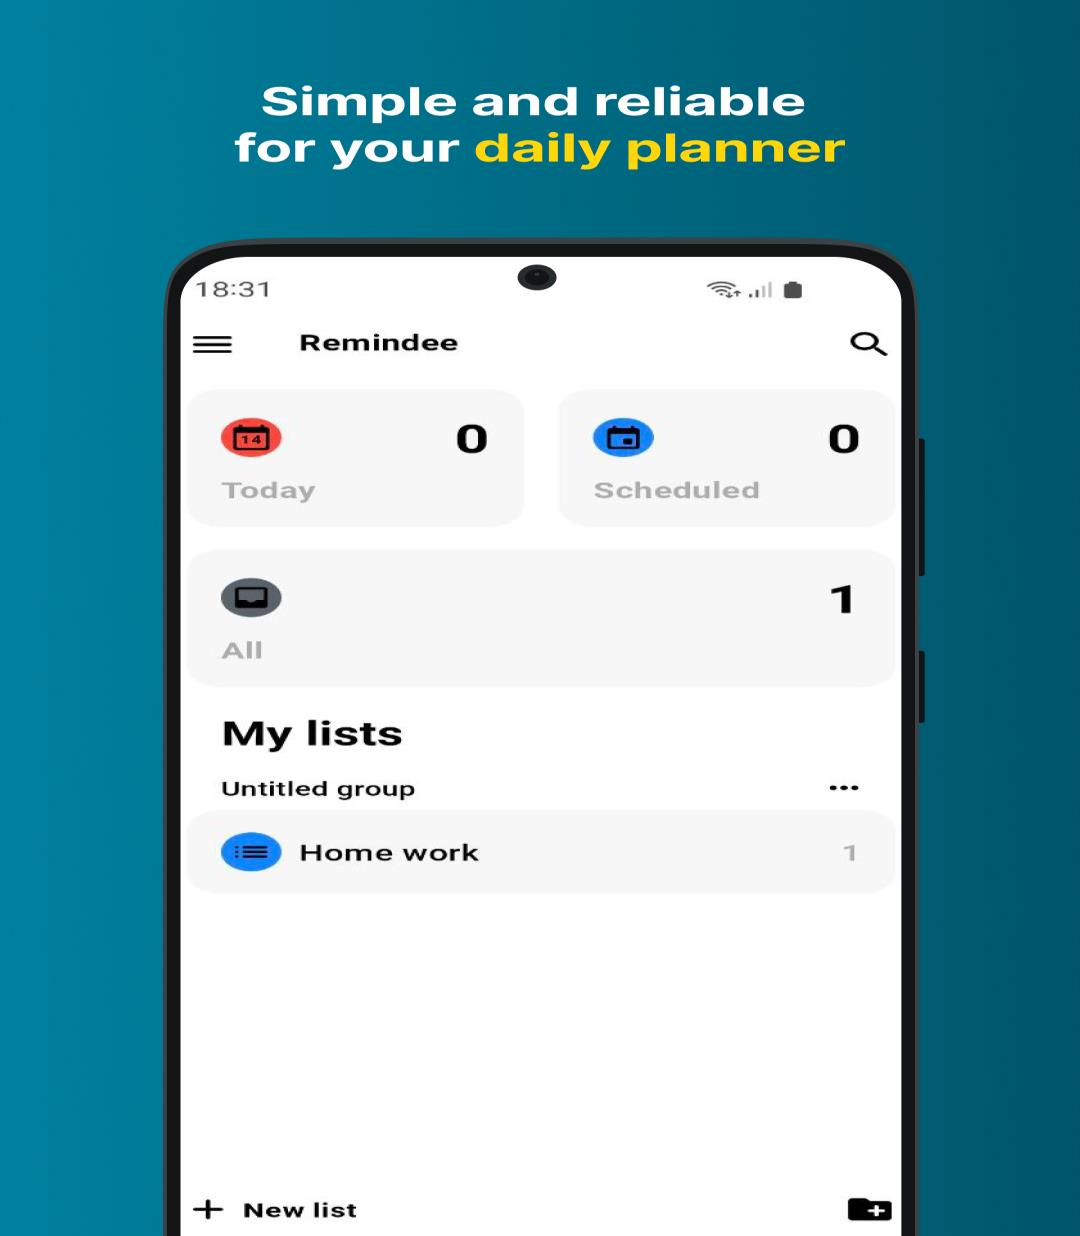 Simple and reliable
for your daily planner
18:31
Remindee
14
0
Today
0
Scheduled
1
All
My lists
Untitled group
Home work
1
New list